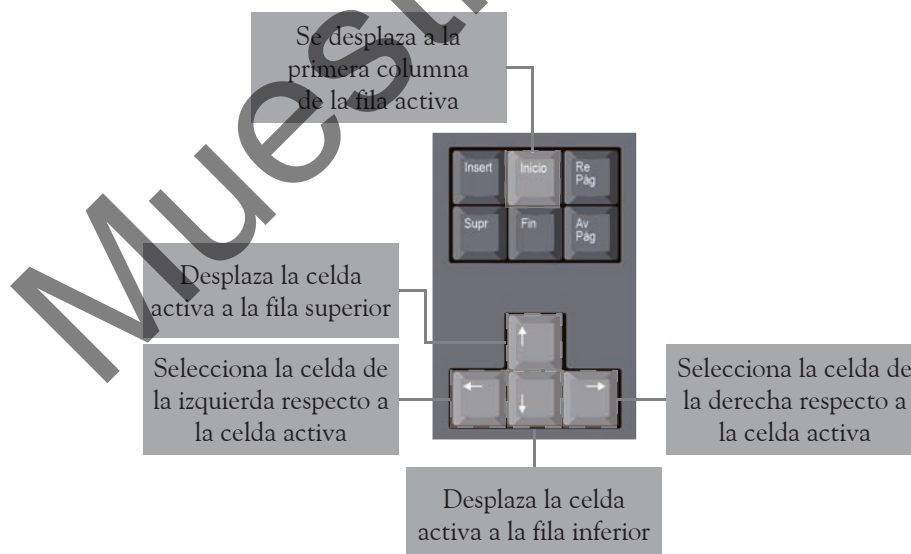 Se desplaza a la
primera columna
de la fila activa
Insert
Inicio
Re
Pág
Supr
Fin
Av
Pág
Desplaza la celda
activa a la fila superior
↑
Selecciona la celda de
la izquierda respecto a
la celda activa
←
↓
→
Selecciona la celda de
la derecha respecto a
la celda activa
Desplaza la celda
activa a la fila inferior